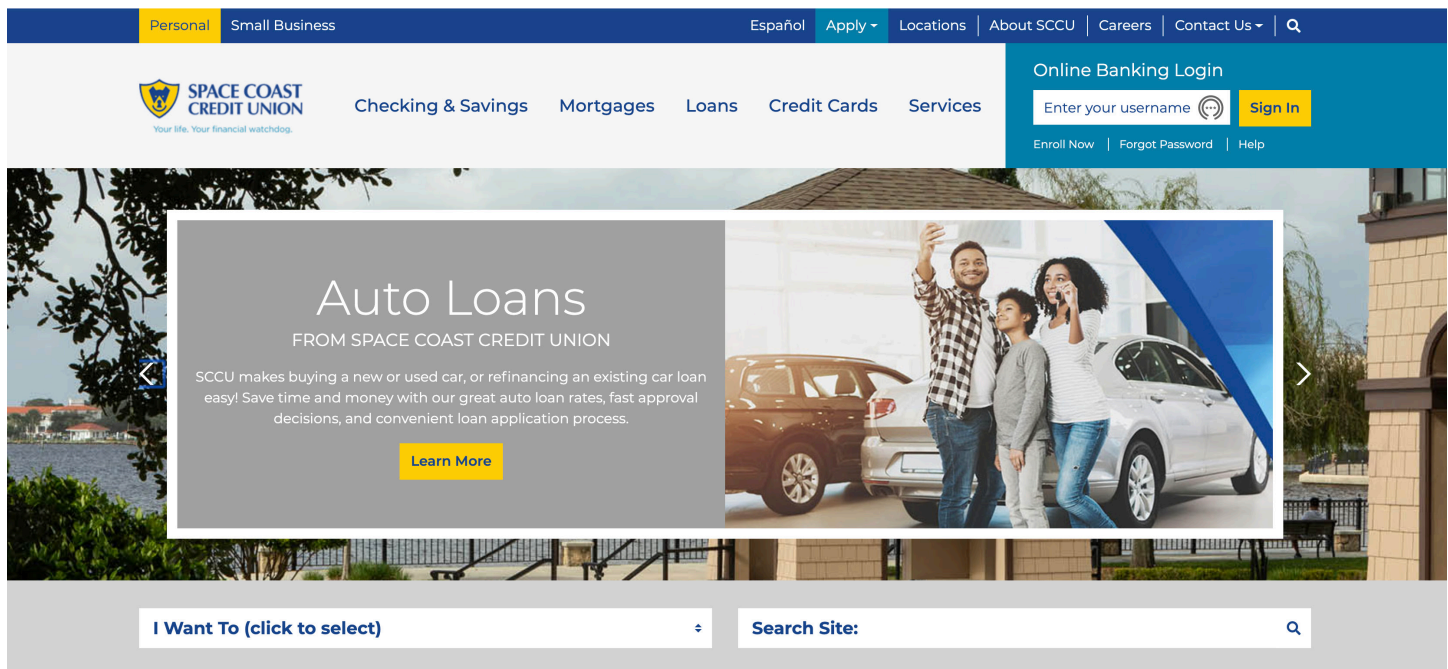 Personal Small Business Español Apply Locations About SCCU Careers Contact Us
SPACE COAST
CREDIT UNION
Your life. Your financial watchdog.
Checking & Savings Mortgages Loans Credit Cards Services
Online Banking Login
Enter your username Sign In
Enroll Now Forgot Password Help
Auto Loans
FROM SPACE COAST CREDIT UNION
SCCU makes buying a new or used car, or refinancing an existing car loan
easy! Save time and money with our great auto loan rates, fast approval
decisions, and convenient loan application process.
Learn More
I Want To (click to select) Search Site: